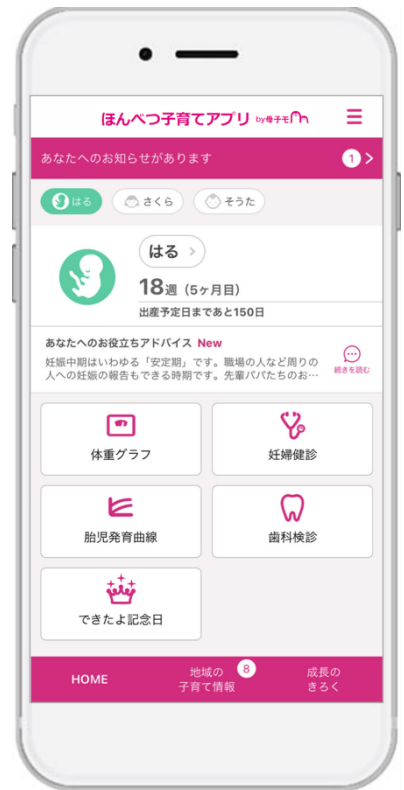 ほんべつ子育てアプリ by母子モ
あなたへのお知らせがあります 1
はる さくら そうた
はる
18週（5ヶ月目）
出産予定日まであと150日
あなたへのお役立ちアドバイス New
妊娠中期はいわゆる「安定期」です。職場の人など周りの
人への妊娠の報告もできる時期です。先輩パパたちのお…
続きを読む
体重グラフ 妊婦健診
胎児発育曲線 歯科検診
できたよ記念日
HOME
地域の 8
子育て情報
成長の
きろく